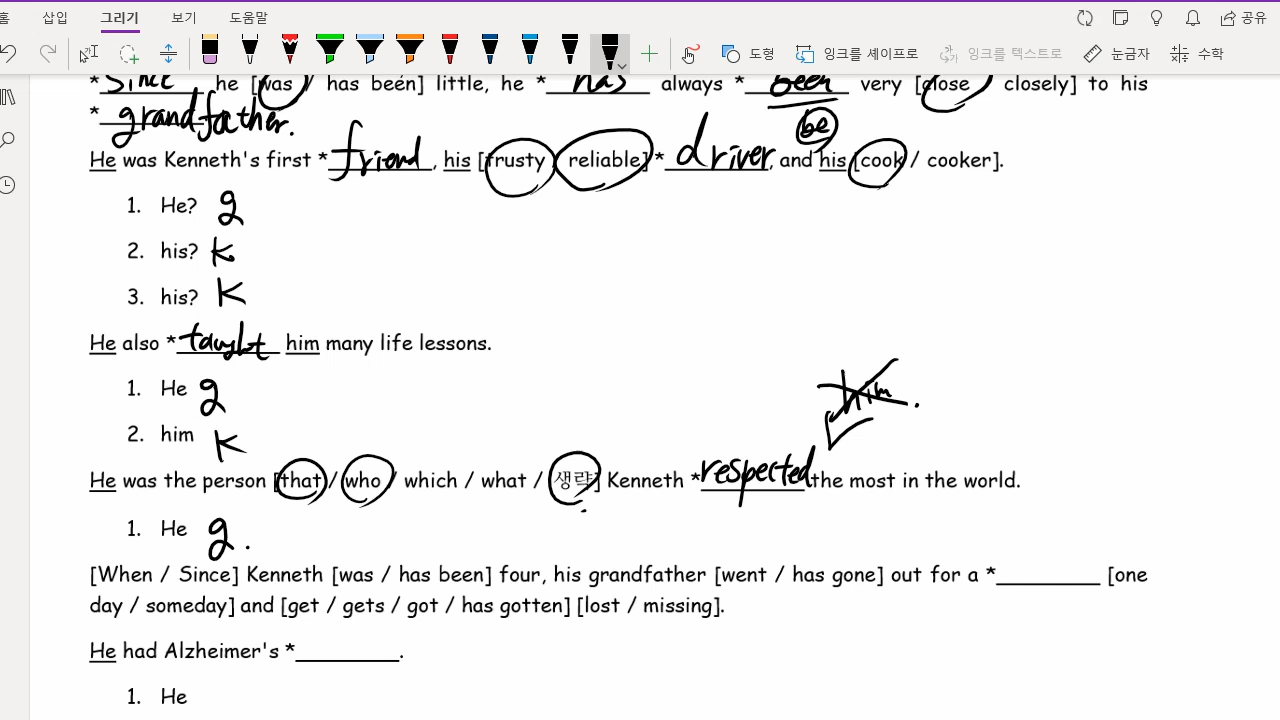 홈 삽입 그리기 보기 도움말 공유
도형 잉크를 셰이프로 잉크를 텍스트로 눈금자 수학
*Since he [was / has been] little, he *has always *been very [close / closely] to his
*grandfather.
be
He was Kenneth's first *friend, his [trusty / reliable] *driver, and his [cook / cooker].
1. He? g
2. his? K
3. his? K
He also *taught him many life lessons.
1. He g
2. him K
him.
He was the person [that / who / which / what / 생략] Kenneth *respected the most in the world.
1. He g.
[When / Since] Kenneth [was / has been] four, his grandfather [went / has gone] out for a *__________ [one
day / someday] and [get / gets / got / has gotten] [lost / missing].
He had Alzheimer's *__________.
1. He